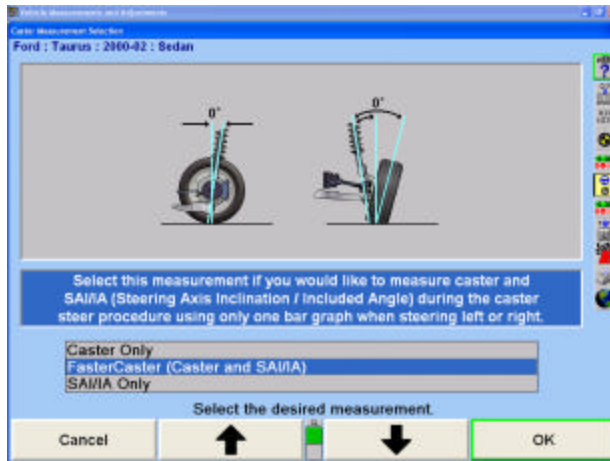 Vehicle Measurements and Adjustments
Caster Measurement Selection
Ford : Taurus : 2000-02 : Sedan
0°
0°
Select this measurement if you would like to measure caster and
SAI/IA (Steering Axis Inclination / Included Angle) during the caster
steer procedure using only one bar graph when steering left or right.
Caster Only
FasterCaster (Caster and SAI/IA)
SAI/IA Only
Select the desired measurement.
Cancel
OK